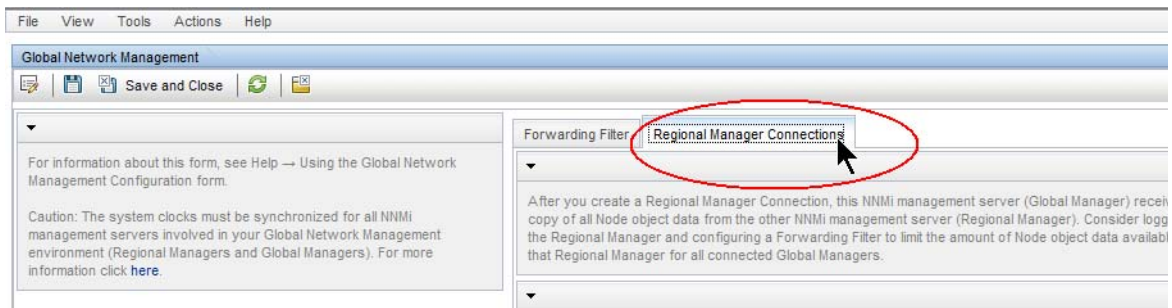 File View Tools Actions Help
Global Network Management
Save and Close
For information about this form, see Help → Using the Global Network
Management Configuration form.
Caution: The system clocks must be synchronized for all NNMi
management servers involved in your Global Network Management
environment (Regional Managers and Global Managers). For more
information click here.
Forwarding Filter Regional Manager Connections
After you create a Regional Manager Connection, this NNMi management server (Global Manager)
copy of all Node object data from the other NNMi management server (Regional Manager). Consider
the Regional Manager and configuring a Forwarding Filter to limit the amount of Node object data
that Regional Manager for all connected Global Managers.